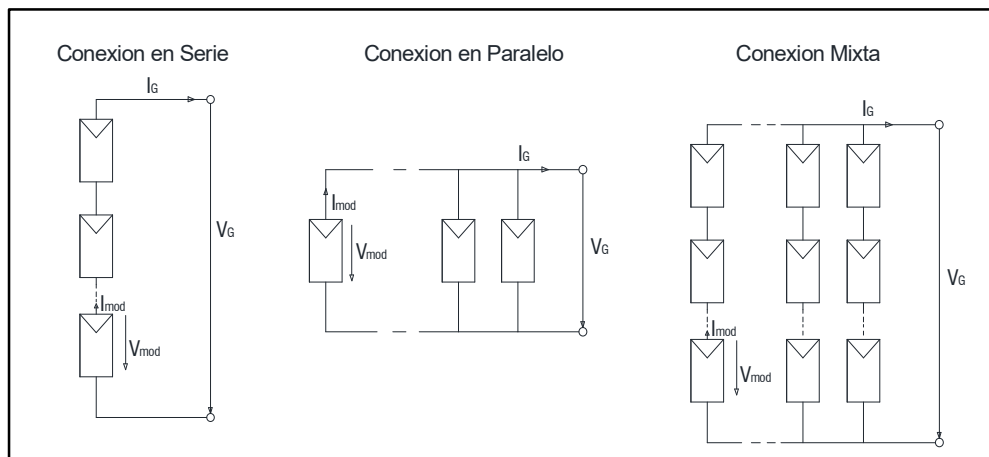 Conexion en Serie
IG
Imod
Vmod
VG
Conexion en Paralelo
IG
Imod
Vmod
VG
Conexion Mixta
IG
Imod
Vmod
VG